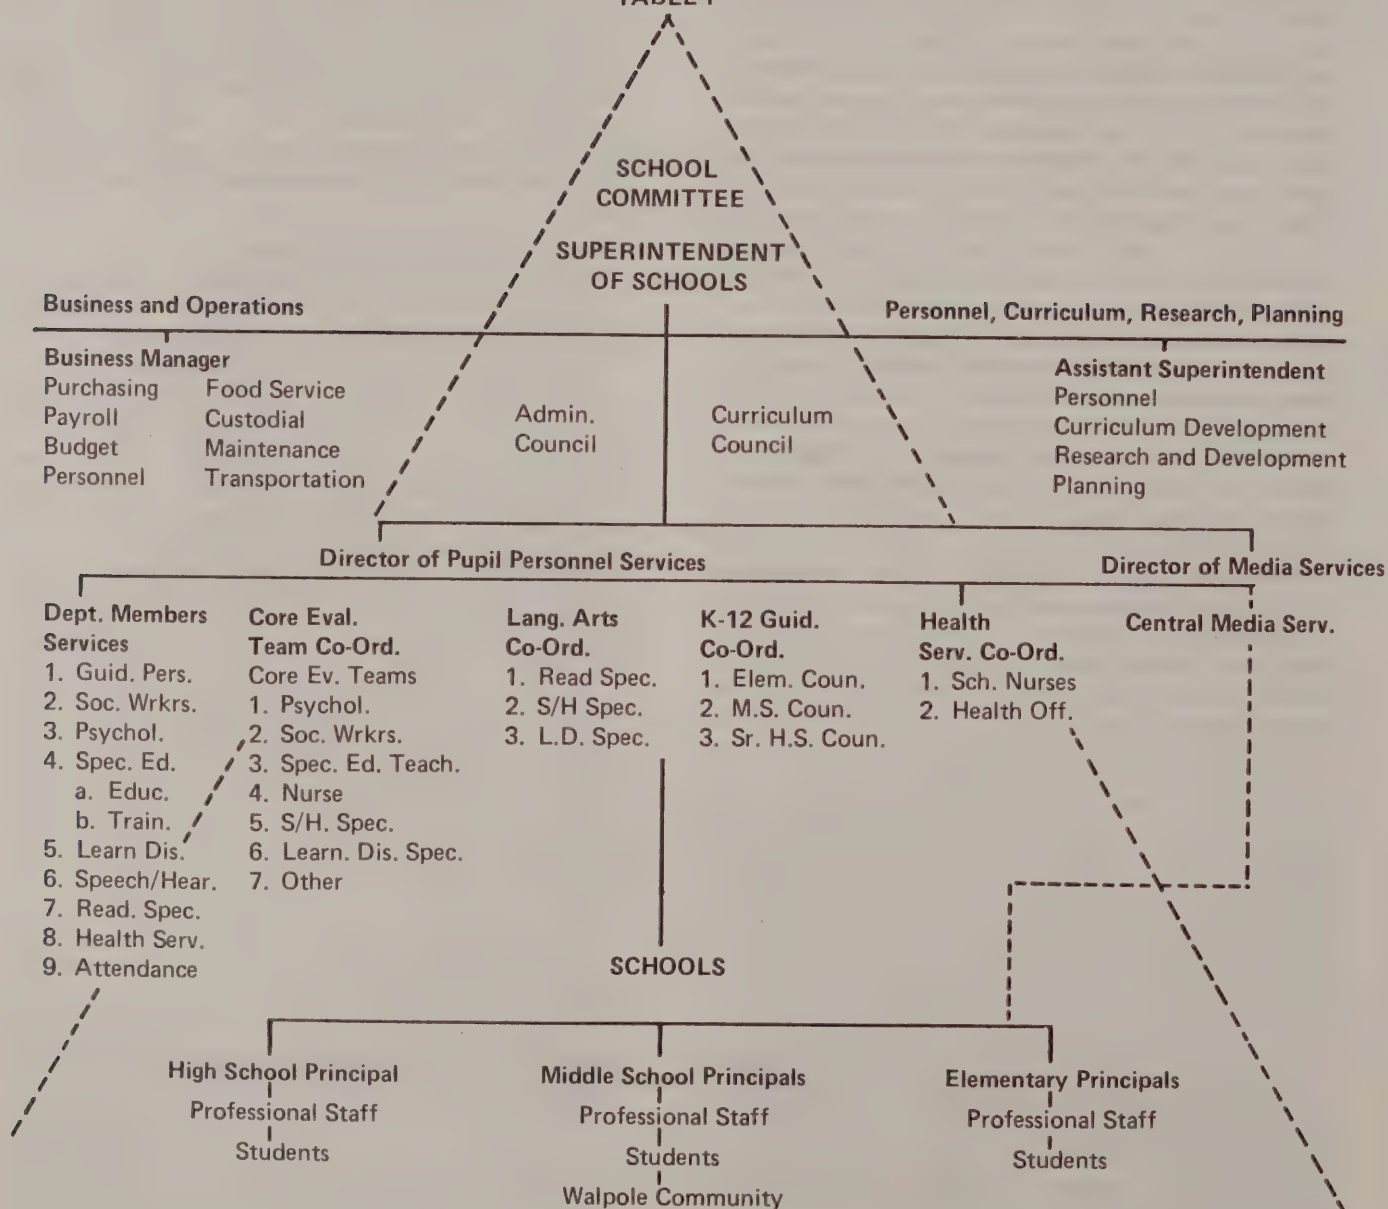 TABLE I
SCHOOL
COMMITTEE
SUPERINTENDENT
OF SCHOOLS
Business and Operations
Business Manager
Purchasing
Payroll
Budget
Personnel
Food Service
Custodial
Maintenance
Transportation
Admin.
Council
Curriculum
Council
Personnel, Curriculum, Research, Planning
Assistant Superintendent
Personnel
Curriculum Development
Research and Development
Planning
Director of Pupil Personnel Services
Director of Media Services
Dept. Members
Services
1. Guid. Pers.
2. Soc. Wrkrs.
3. Psychol.
4. Spec. Ed.
a. Educ.
b. Train.
5. Learn Dis.
6. Speech/Hear.
7. Read. Spec.
8. Health Serv.
9. Attendance
Core Eval.
Team Co-Ord.
Core Ev. Teams
1. Psychol.
2. Soc. Wrkrs.
3. Spec. Ed. Teach.
4. Nurse
5. S/H. Spec.
6. Learn. Dis. Spec.
7. Other
Lang. Arts
Co-Ord.
1. Read Spec.
2. S/H Spec.
3. L.D. Spec.
K-12 Guid.
Co-Ord.
1. Elem. Coun.
2. M.S. Coun.
3. Sr. H.S. Coun.
Health
Serv. Co-Ord.
1. Sch. Nurses
2. Health Off.
Central Media Serv.
SCHOOLS
High School Principal
Professional Staff
Students
Middle School Principals
Professional Staff
Students
Walpole Community
Elementary Principals
Professional Staff
Students